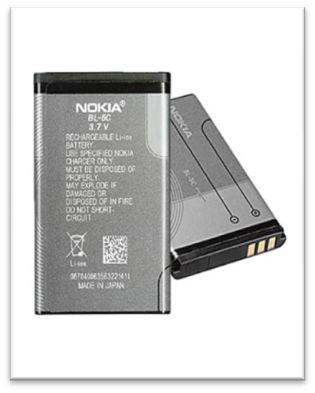 NOKIA®
BL-5C
3.7 V
RECHARGEABLE Li-ion
BATTERY.
USE SPECIFIED NOKIA
CHARGER ONLY.
MUST BE DISPOSED OF
PROPERLY.
MAY EXPLODE IF
DAMAGED OR
DISPOSED OF IN FIRE.
DO NOT SHORT-
CIRCUIT.
Li-ion
MADE IN JAPAN
NOKIA
BL-5C